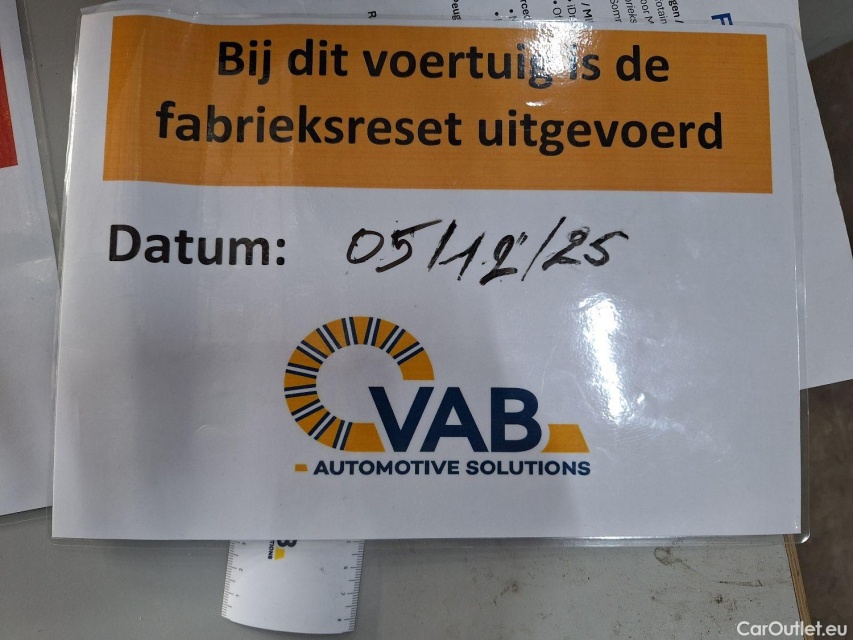 Bij dit voertuig is de
fabrieksreset uitgevoerd
Datum: 05/12/25
VAB
AUTOMOTIVE SOLUTIONS
CarOutlet.eu